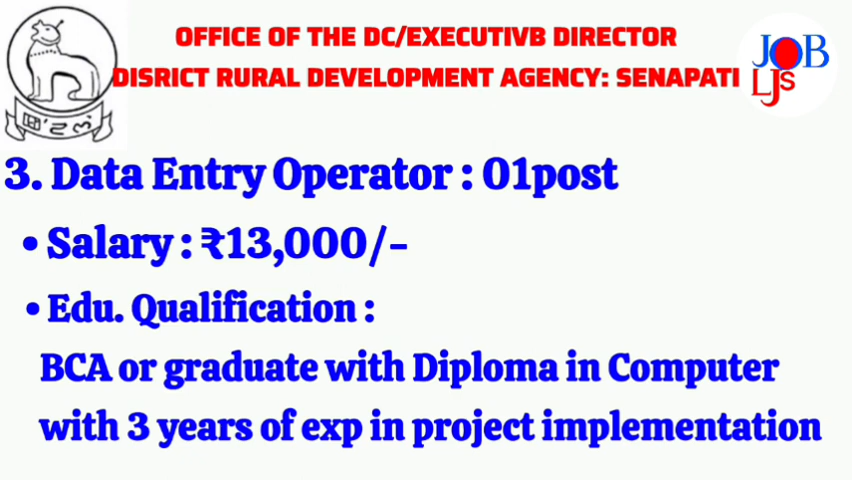 OFFICE OF THE DC/EXECUTIVB DIRECTOR
DISRICT RURAL DEVELOPMENT AGENCY: SENAPATI
JOB
LJS
3. Data Entry Operator : 01post
• Salary : ₹13,000/-
• Edu. Qualification :
BCA or graduate with Diploma in Computer
with 3 years of exp in project implementation